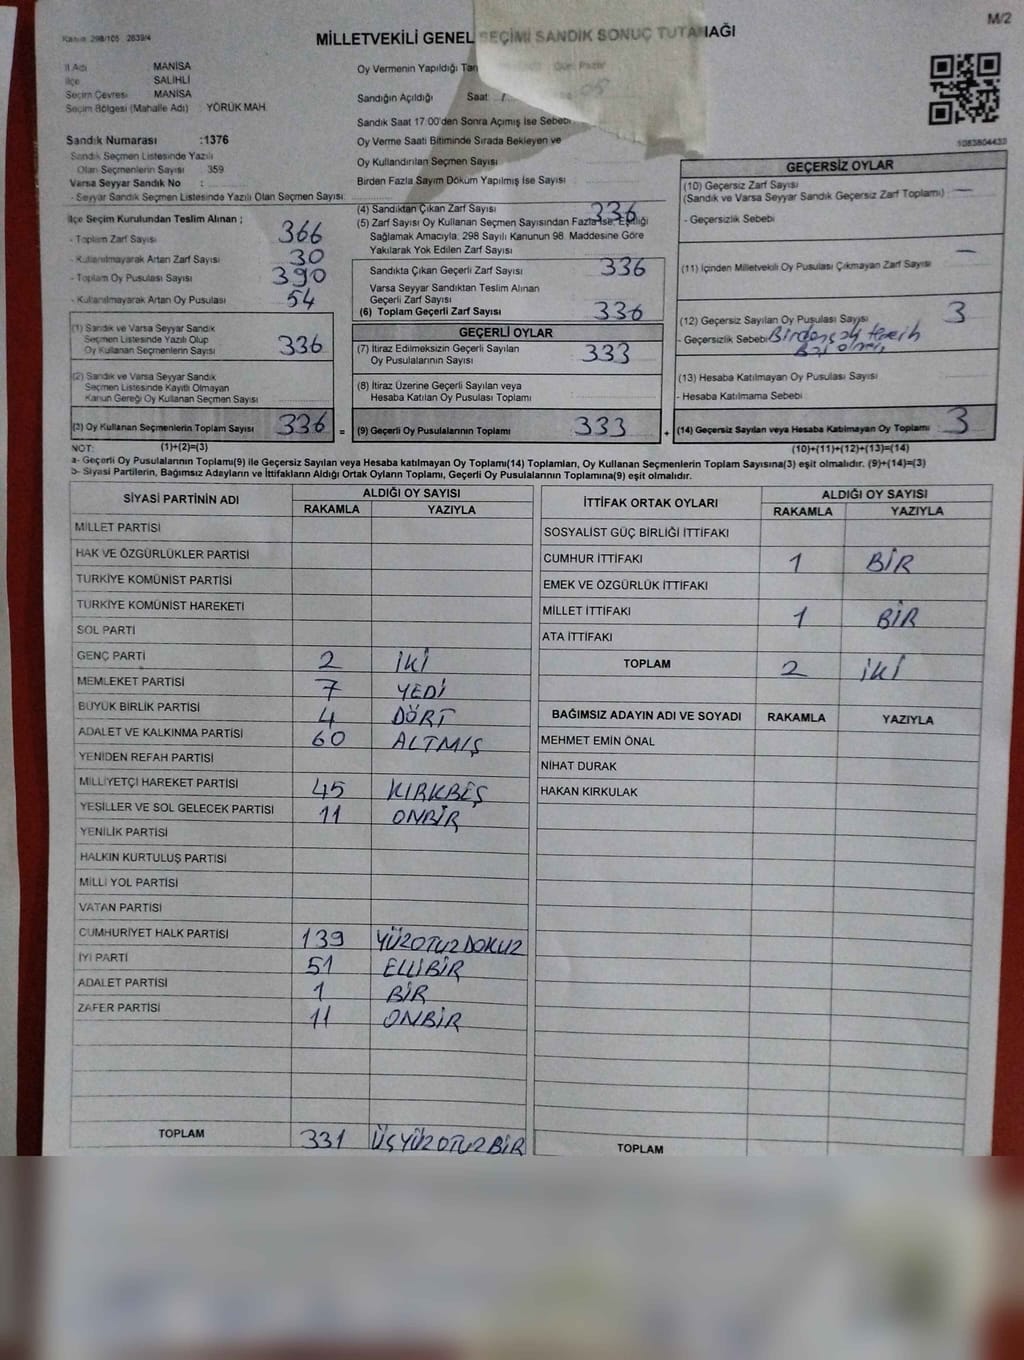 M/2
Kanun 298/105 2839/4
MİLLETVEKİLİ GENEL SEÇİMİ SANDIK SONUÇ TUTANAĞI
İl Adı MANİSA
İlçe SALİHLİ
Seçim Çevresi MANİSA
Seçim Bölgesi (Mahalle Adı) YÖRÜK MAH.
Sandık Numarası :1376
Sandık Seçmen Listesinde Yazılı
Olan Seçmenlerin Sayısı 359
Varsa Seyyar Sandık No :
- Seyyar Sandık Seçmen Listesinde Yazılı Olan Seçmen Sayısı:
Oy Vermenin Yapıldığı Tar
Sandığın Açıldığı Saat
Sandık Saat 17:00'den Sonra Açmış İse Sebebi
Oy Verme Saati Bitiminde Sırada Bekleyen ve
Oy Kullandırılan Seçmen Sayısı
Birden Fazla Sayım Döküm Yapılmış İse Sayısı
1083804433
İlçe Seçim Kurulundan Teslim Alınan ;
- Toplam Zarf Sayısı 366
- Kullanılmayarak Artan Zarf Sayısı 30
- Toplam Oy Pusulası Sayısı 390
- Kullanılmayarak Artan Oy Pusulası 54
(1) Sandık ve Varsa Seyyar Sandık
Seçmen Listesinde Yazılı Olup
Oy Kullanan Seçmenlerin Sayısı 336
(2) Sandık ve Varsa Seyyar Sandık
Seçmen Listesinde Kayıtlı Olmayan
Kanun Gereği Oy Kullanan Seçmen Sayısı
(3) Oy Kullanan Seçmenlerin Toplam Sayısı 336 =
(4) Sandıktan Çıkan Zarf Sayısı 336
(5) Zarf Sayısı Oy Kullanan Seçmen Sayısından Fazla ise, Eşitliği
Sağlamak Amacıyla 298 Sayılı Kanunun 98. Maddesine Göre
Yakılarak Yok Edilen Zarf Sayısı
Sandıkta Çıkan Geçerli Zarf Sayısı 336
Varsa Seyyar Sandıktan Teslim Alınan
Geçerli Zarf Sayısı
(6) Toplam Geçerli Zarf Sayısı 336
GEÇERLİ OYLAR
(7) İtiraz Edilmeksizin Geçerli Sayılan
Oy Pusulalarının Sayısı 333
(8) İtiraz Üzerine Geçerli Sayılan veya
Hesaba Katılan Oy Pusulası Toplamı
(9) Geçerli Oy Pusulalarının Toplamı 333 +
GEÇERSİZ OYLAR
(10) Geçersiz Zarf Sayısı
(Sandık ve Varsa Seyyar Sandık Geçersiz Zarf Toplamı) —
- Geçersizlik Sebebi
(11) İçinden Milletvekili Oy Pusulası Çıkmayan Zarf Sayısı —
(12) Geçersiz Sayılan Oy Pusulası Sayısı 3
- Geçersizlik Sebebi Birden çok tercih
(13) Hesaba Katılmayan Oy Pusulası Sayısı
- Hesaba Katılmama Sebebi
(14) Geçersiz Sayılan veya Hesaba Katılmayan Oy Toplamı 3
NOT: (1)+(2)=(3) (10)+(11)+(12)+(13)=(14)
a- Geçerli Oy Pusulalarının Toplamı(9) ile Geçersiz Sayılan veya Hesaba katılmayan Oy Toplamı(14) Toplamları, Oy Kullanan Seçmenlerin Toplam Sayısına(3) eşit olmalıdır. (9)+(14)=(3)
b- Siyasi Partilerin, Bağımsız Adayların ve İttifakların Aldığı Ortak Oyların Toplamı, Geçerli Oy Pusulalarının Toplamına(9) eşit olmalıdır.
SİYASİ PARTİNİN ADI ALDIĞI OY SAYISI
RAKAMLA YAZIYLA
MİLLET PARTİSİ
HAK VE ÖZGÜRLÜKLER PARTİSİ
TÜRKİYE KOMÜNİST PARTİSİ
TÜRKİYE KOMÜNİST HAREKETİ
SOL PARTİ
GENÇ PARTİ 2 İKİ
MEMLEKET PARTİSİ 7 YEDİ
BÜYÜK BİRLİK PARTİSİ 4 DÖRT
ADALET VE KALKINMA PARTİSİ 60 ALTMIŞ
YENİDEN REFAH PARTİSİ
MİLLİYETÇİ HAREKET PARTİSİ 45 KIRKBEŞ
YEŞİLLER VE SOL GELECEK PARTİSİ 11 ONBİR
YENİLİK PARTİSİ
HALKIN KURTULUŞ PARTİSİ
MİLLİ YOL PARTİSİ
VATAN PARTİSİ
CUMHURİYET HALK PARTİSİ 139 YÜZOTUZDOKUZ
İYİ PARTİ 51 ELLİBİR
ADALET PARTİSİ 1 BİR
ZAFER PARTİSİ 11 ONBİR
TOPLAM 331 ÜÇYÜZOTUZBİR
İTTİFAK ORTAK OYLARI ALDIĞI OY SAYISI
RAKAMLA YAZIYLA
SOSYALİST GÜÇ BİRLİĞİ İTTİFAKI
CUMHUR İTTİFAKI 1 BİR
EMEK VE ÖZGÜRLÜK İTTİFAKI
MİLLET İTTİFAKI 1 BİR
ATA İTTİFAKI
TOPLAM 2 İKİ
BAĞIMSIZ ADAYIN ADI VE SOYADI RAKAMLA YAZIYLA
MEHMET EMİN ÖNAL
NİHAT DURAK
HAKAN KIRKULAK
TOPLAM